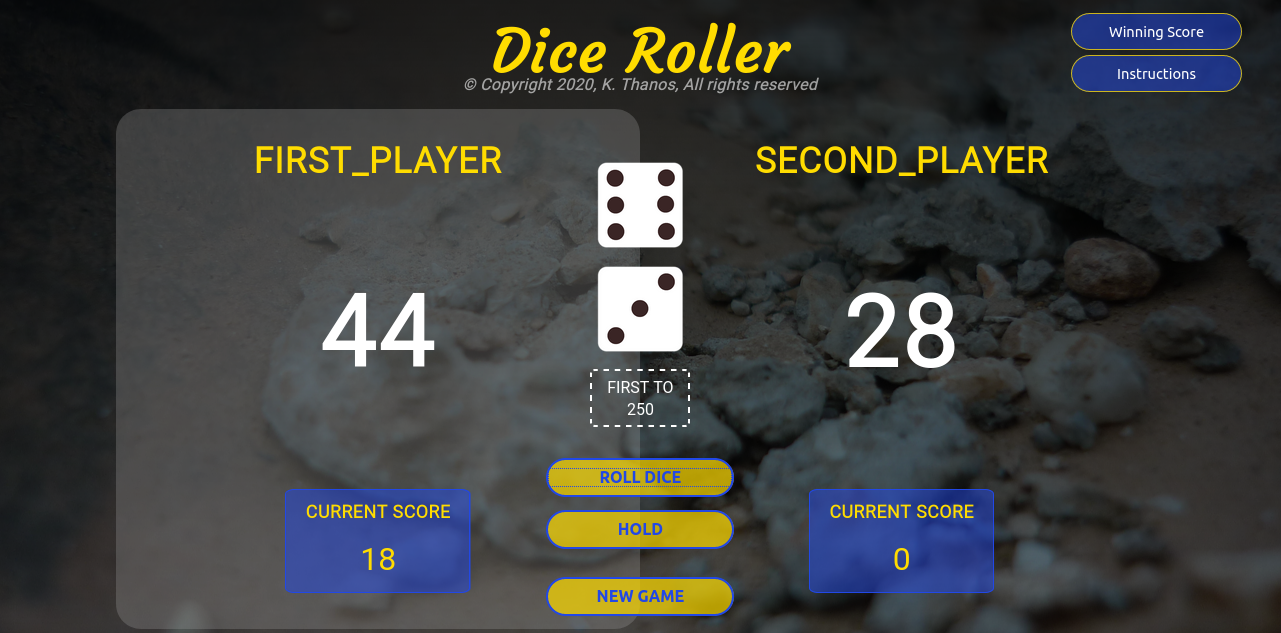 Dice Roller
© Copyright 2020, K. Thanos, All rights reserved
Winning Score
Instructions
FIRST_PLAYER
SECOND_PLAYER
44
28
FIRST TO
250
ROLL DICE
HOLD
NEW GAME
CURRENT SCORE
18
CURRENT SCORE
0